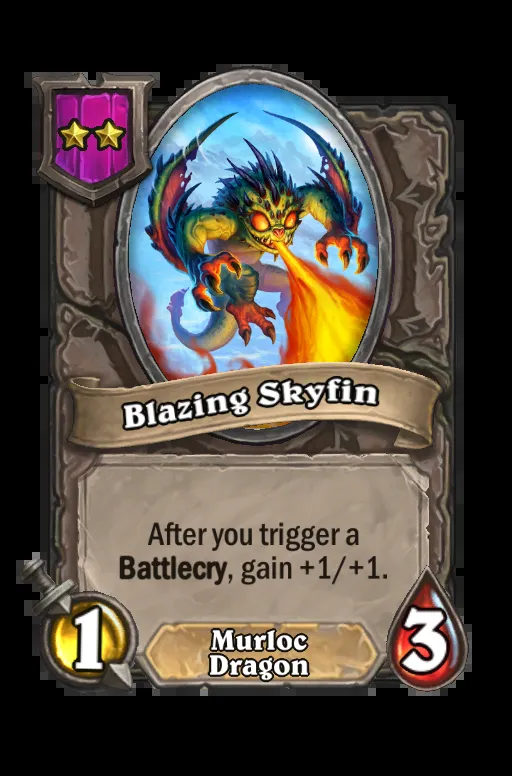 Blazing Skyfin
After you trigger a
Battlecry, gain +1/+1.
1
Murloc
Dragon
3